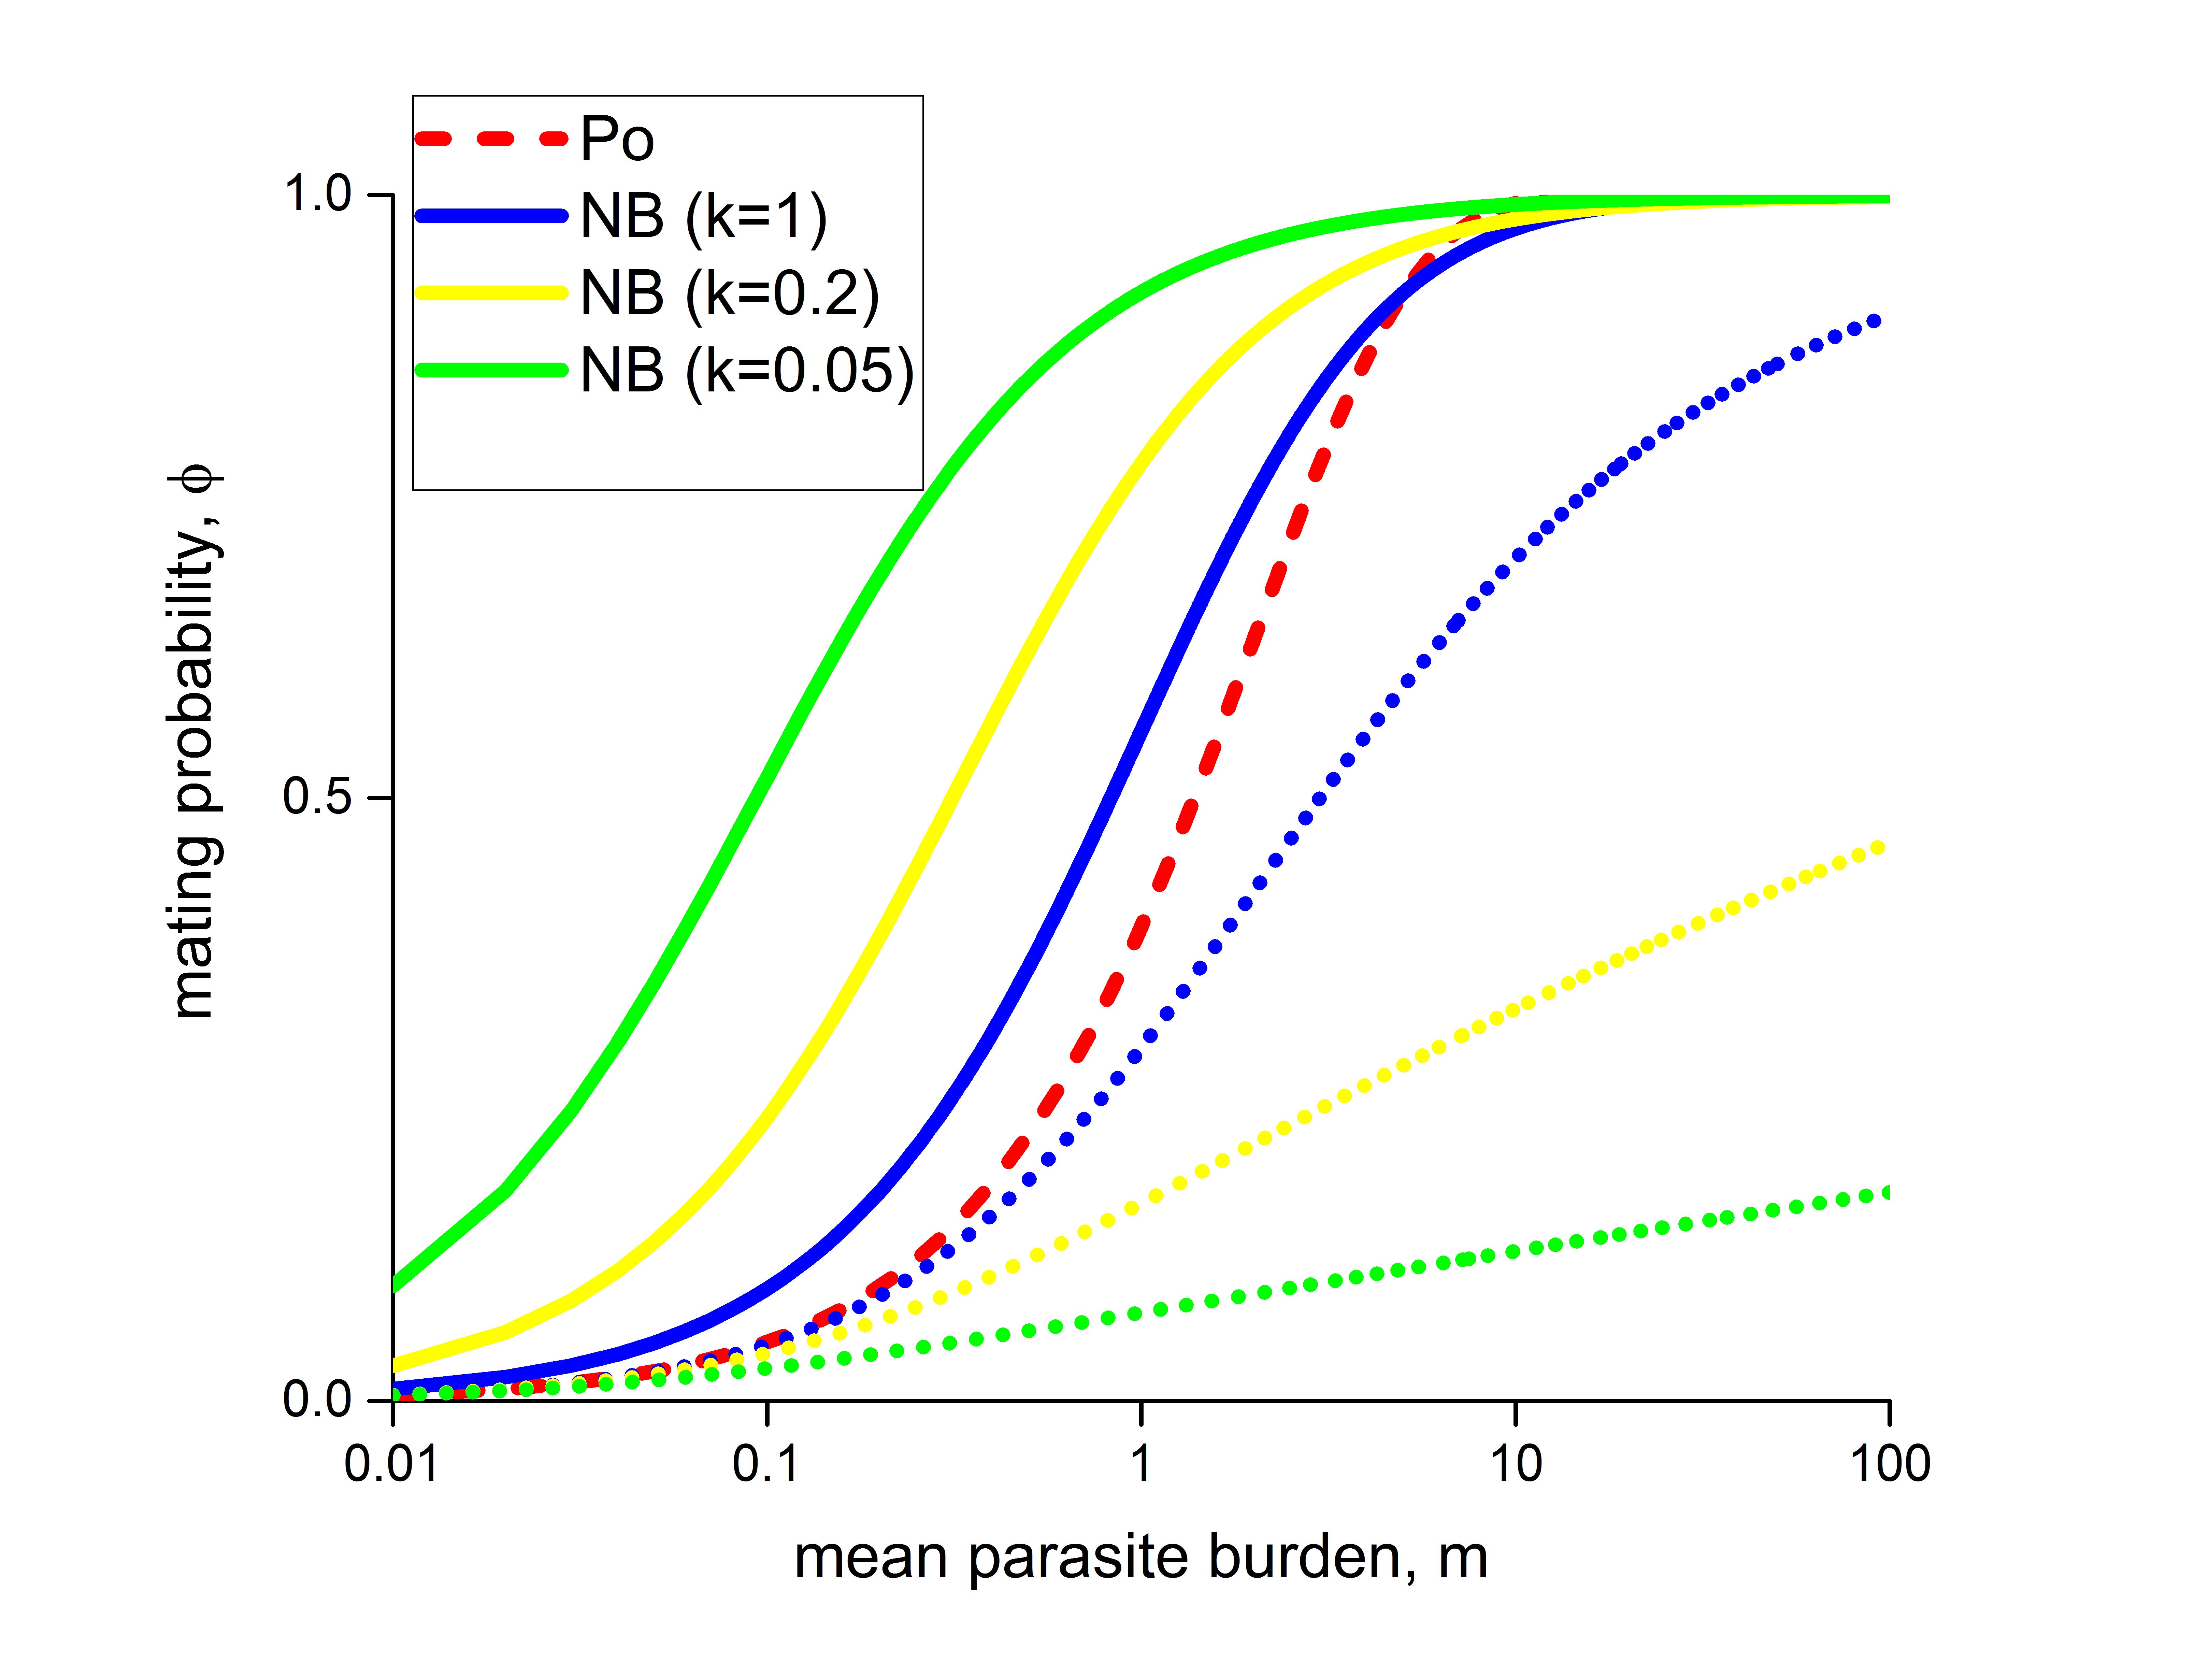 Po
NB (k=1)
NB (k=0.2)
NB (k=0.05)
1.0
0.5
0.0
mating probability, ϕ
0.01 0.1 1 10 100
mean parasite burden, m